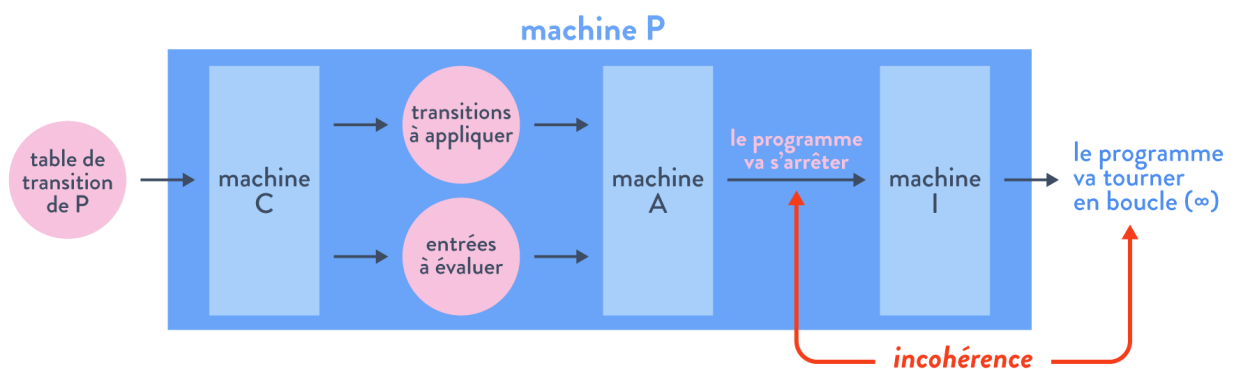 machine P
table de
transition
de P
machine
C
transitions
à appliquer
entrées
à évaluer
machine
A
le programme
va s'arrêter
machine
I
le programme
va tourner
en boucle (∞)
incohérence